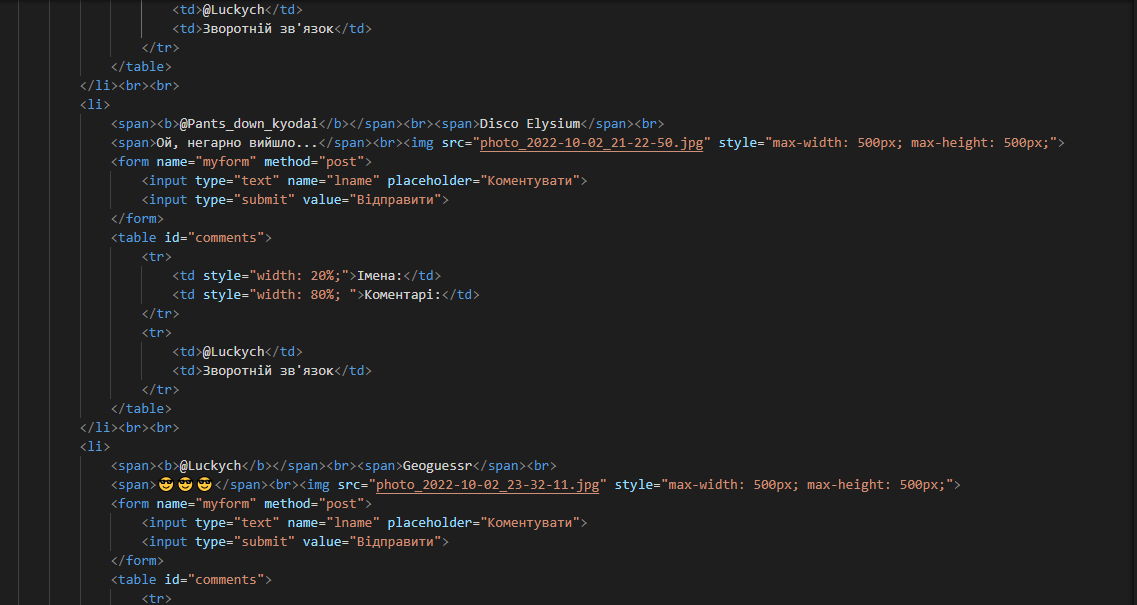 <td>@Luckych</td>
<td>Зворотній зв'язок</td>
</tr>
</table>
</li><br><br>
<li>
<span><b>@Pants_down_kyodai</b></span><br><span>Disco Elysium</span><br>
<span>Ой, негарно вийшло...</span><br><img src="photo_2022-10-02_21-22-50.jpg" style="max-width: 500px; max-height: 500px;">
<form name="myform" method="post">
<input type="text" name="lname" placeholder="Коментувати">
<input type="submit" value="Відправити">
</form>
<table id="comments">
<tr>
<td style="width: 20%;">Імена:</td>
<td style="width: 80%; ">Коментарі:</td>
</tr>
<tr>
<td>@Luckych</td>
<td>Зворотній зв'язок</td>
</tr>
</table>
</li><br><br>
<li>
<span><b>@Luckych</b></span><br><span>Geoguessr</span><br>
<span>😎😎😎</span><br><img src="photo_2022-10-02_23-32-11.jpg" style="max-width: 500px; max-height: 500px;">
<form name="myform" method="post">
<input type="text" name="lname" placeholder="Коментувати">
<input type="submit" value="Відправити">
</form>
<table id="comments">
<tr>